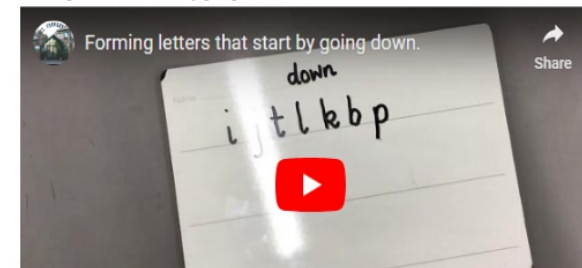 Forming letters that start by going down.
Share
down
i j t l k b p